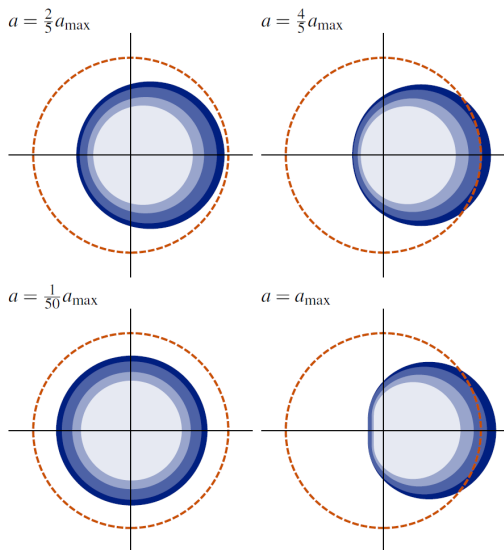 a = 2/5 a_max
a = 4/5 a_max
a = 1/50 a_max
a = a_max